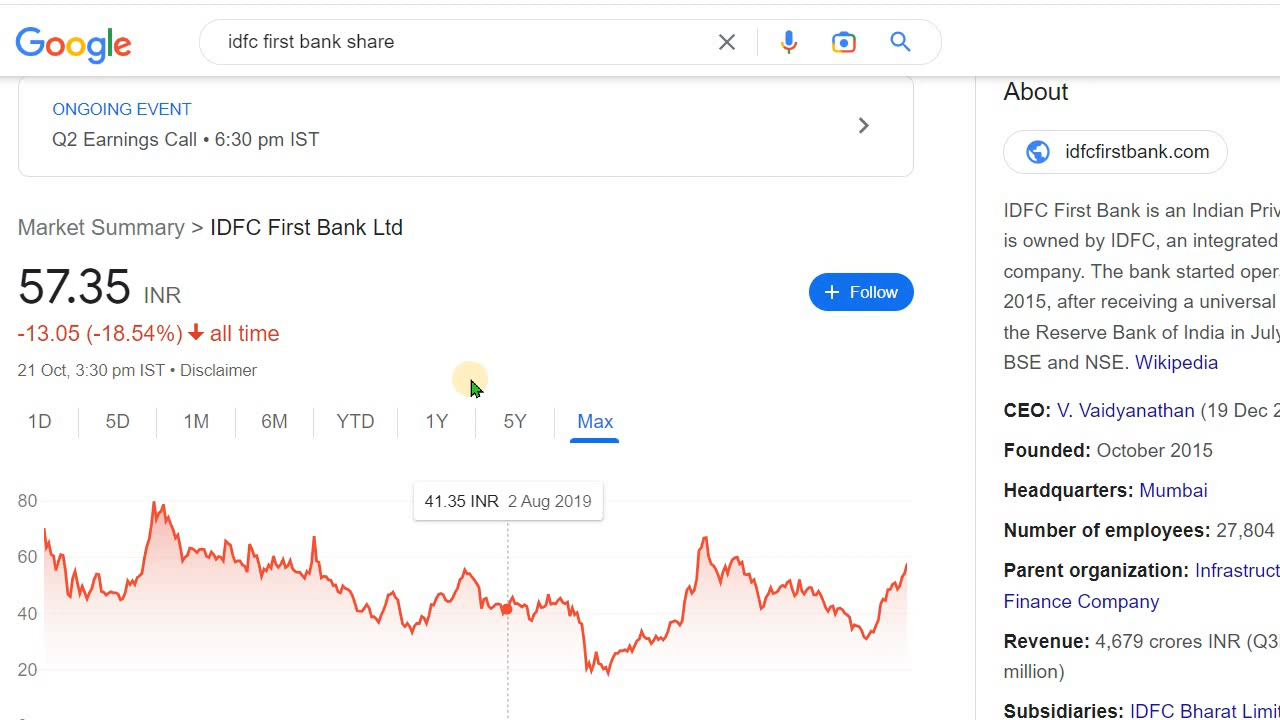 Google
idfc first bank share
ONGOING EVENT
Q2 Earnings Call • 6:30 pm IST
Market Summary > IDFC First Bank Ltd
57.35 INR
+ Follow
-13.05 (-18.54%) ↓ all time
21 Oct, 3:30 pm IST • Disclaimer
1D 5D 1M 6M YTD 1Y 5Y Max
41.35 INR 2 Aug 2019
80
60
40
20
About
idfcfirstbank.com
IDFC First Bank is an Indian Priv
is owned by IDFC, an integrated
company. The bank started oper
2015, after receiving a universal
the Reserve Bank of India in July
BSE and NSE. Wikipedia
CEO: V. Vaidyanathan (19 Dec 2
Founded: October 2015
Headquarters: Mumbai
Number of employees: 27,804
Parent organization: Infrastruct
Finance Company
Revenue: 4,679 crores INR (Q3
million)
Subsidiaries: IDFC Bharat Limit